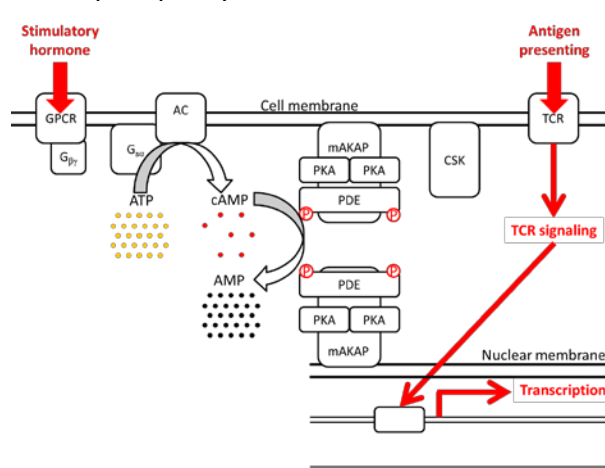 Stimulatory
hormone
Antigen
presenting
GPCR
AC
Cell membrane
TCR
Gβγ
Gsα
mAKAP
PKA
PKA
CSK
PDE
ATP
cAMP
P
P
TCR signaling
AMP
P
P
PDE
PKA
PKA
mAKAP
Nuclear membrane
Transcription